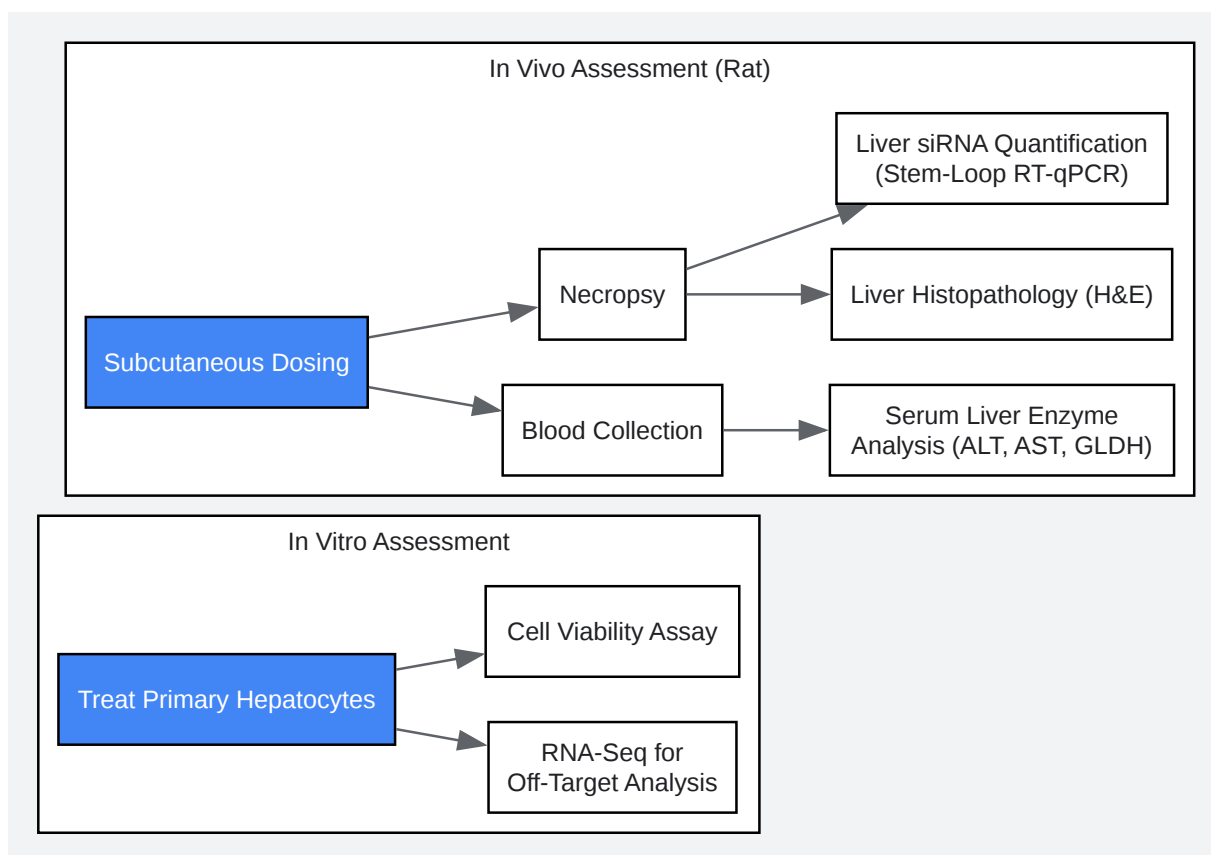 In Vivo Assessment (Rat)
Liver siRNA Quantification
(Stem-Loop RT-qPCR)
Necropsy
Liver Histopathology (H&E)
Subcutaneous Dosing
Blood Collection
Serum Liver Enzyme
Analysis (ALT, AST, GLDH)
In Vitro Assessment
Cell Viability Assay
Treat Primary Hepatocytes
RNA-Seq for
Off-Target Analysis